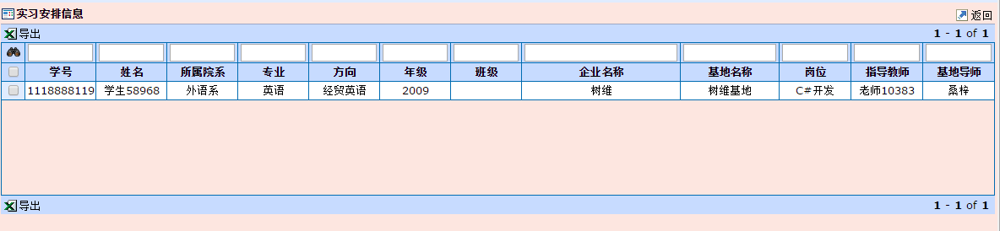 实习安排信息
返回
导出 1 - 1 of 1
学号 姓名 所属院系 专业 方向 年级 班级 企业名称 基地名称 岗位 指导教师 基地导师
1118888119 学生58968 外语系 英语 经贸英语 2009 树维 树维基地 C#开发 老师10383 桑梓
导出 1 - 1 of 1